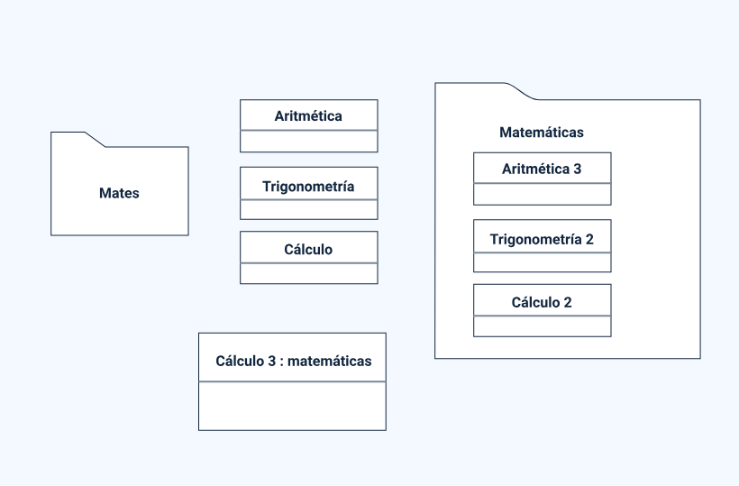 Mates
Aritmética
Trigonometría
Cálculo
Cálculo 3 : matemáticas
Matemáticas
Aritmética 3
Trigonometría 2
Cálculo 2